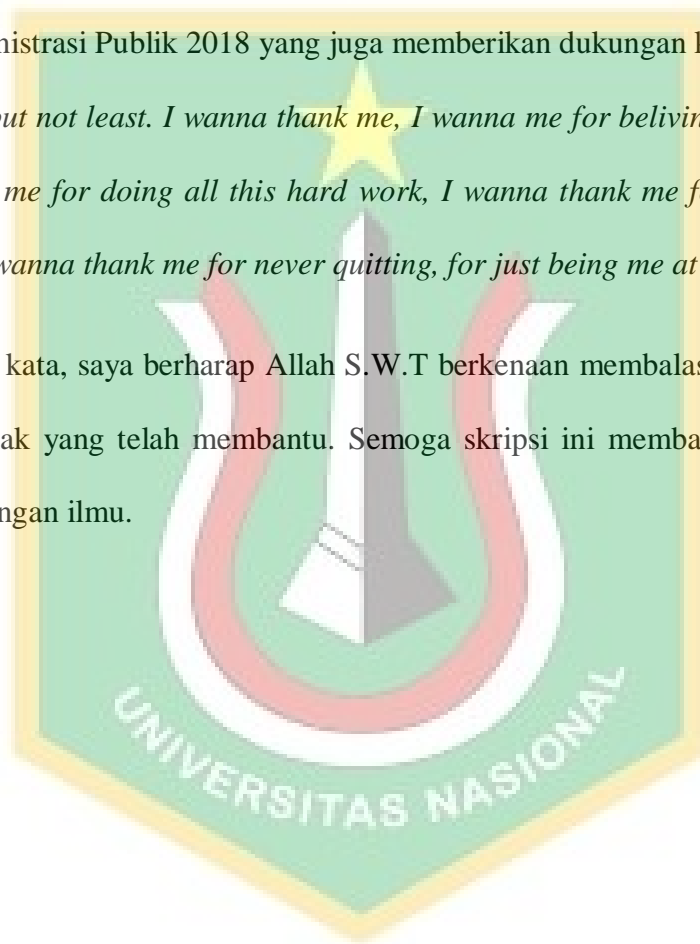 nistrasi Publik 2018 yang juga memberikan dukungan
but not least. I wanna thank me, I wanna me for belivin
me for doing all this hard work, I wanna thank me
wanna thank me for never quitting, for just being me at
kata, saya berharap Allah S.W.T berkenaan membalas
ak yang telah membantu. Semoga skripsi ini memba
ngan ilmu.
UNIVERSITAS NASIONAL